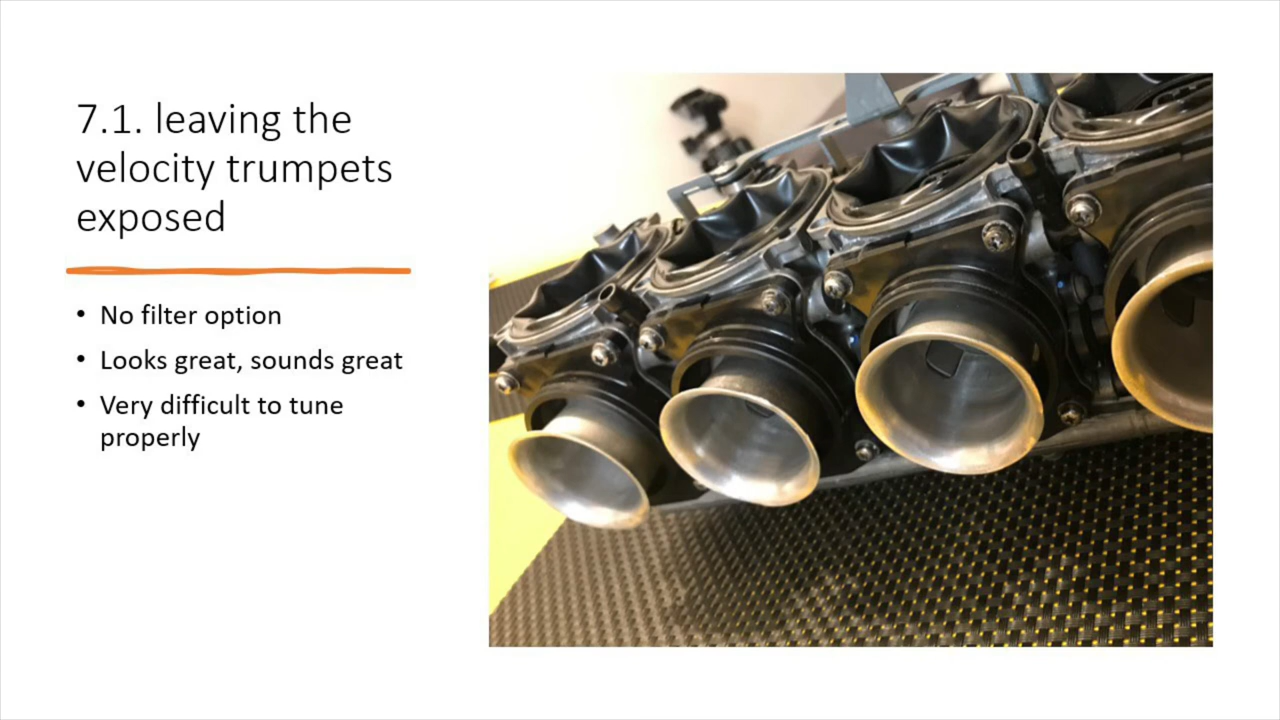 7.1. leaving the
velocity trumpets
exposed
• No filter option
• Looks great, sounds great
• Very difficult to tune
properly